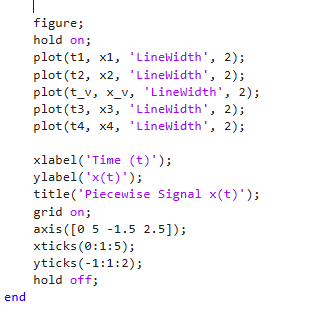 figure;
hold on;
plot(t1, x1, 'LineWidth', 2);
plot(t2, x2, 'LineWidth', 2);
plot(t_v, x_v, 'LineWidth', 2);
plot(t3, x3, 'LineWidth', 2);
plot(t4, x4, 'LineWidth', 2);
xlabel('Time (t)');
ylabel('x(t)');
title('Piecewise Signal x(t)');
grid on;
axis([0 5 -1.5 2.5]);
xticks(0:1:5);
yticks(-1:1:2);
hold off;
end